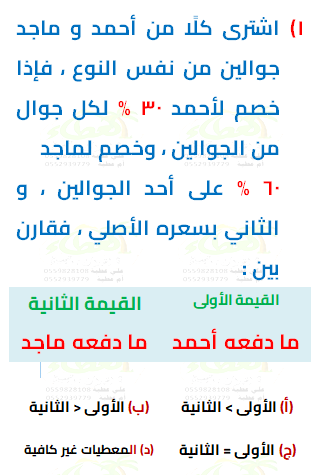 ١) اشترى كلًا من أحمد و ماجد
جوالين من نفس النوع ، فإذا
خصم لأحمد ٣٠ % لكل جوال
من الجوالين ، وخصم لماجد
٦٠ % على أحد الجوالين ، و
الثاني بسعره الأصلي ، فقارن
بين :
القيمة الأولى القيمة الثانية
ما دفعه أحمد ما دفعه ماجد
(أ) الأولى > الثانية (ب) الأولى < الثانية
(ج) الأولى = الثانية (د) المعطيات غير كافية